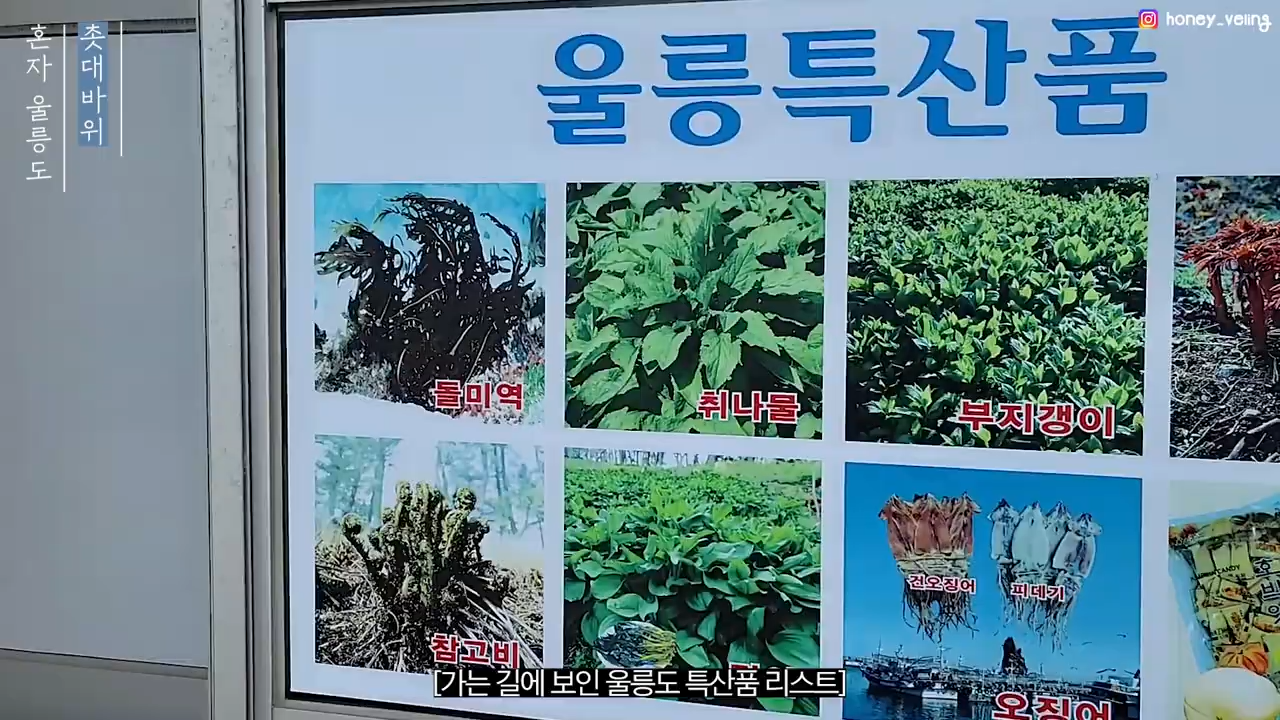 honey_veling
촛대바위
혼자 울릉도
울릉특산품
돌미역
취나물
부지갱이
참고비
건오징어
피데기
오징어
CANDY
[가는 길에 보인 울릉도 특산품 리스트]